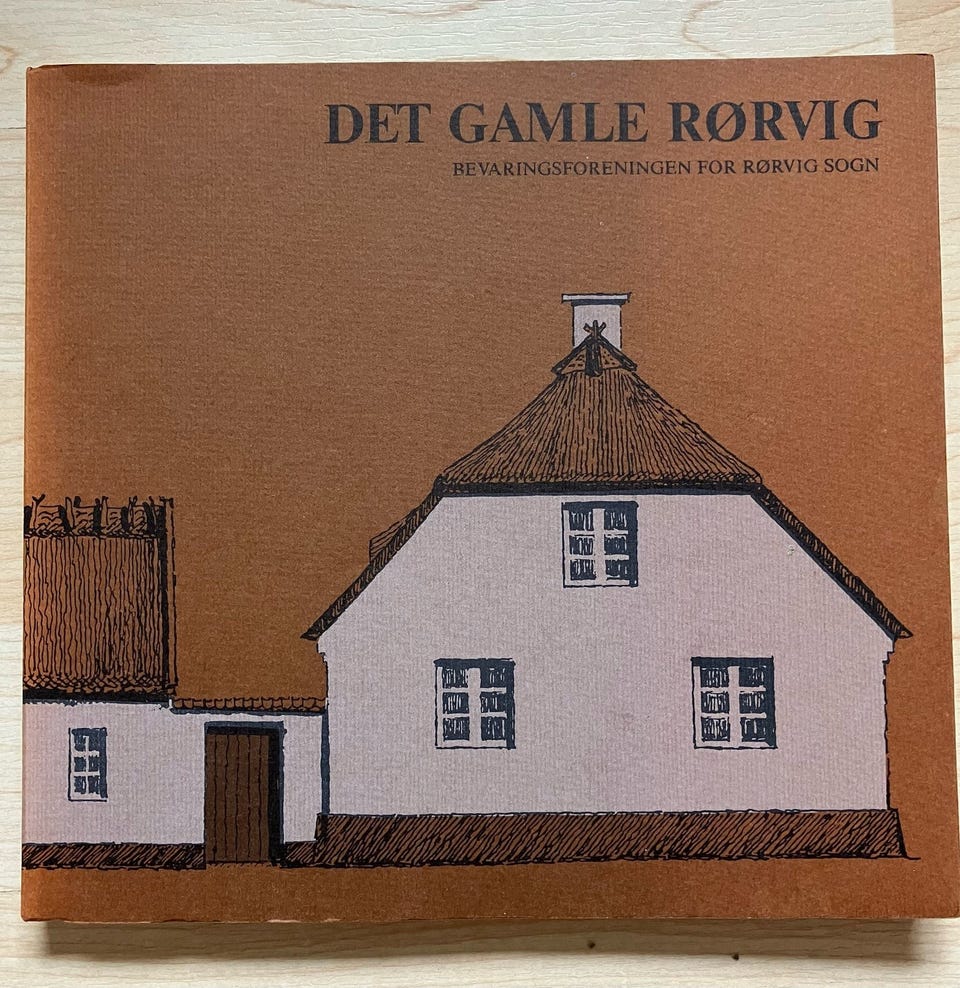 DET GAMLE RØRVIG
BEVARINGSFORENINGEN FOR RØRVIG SOGN